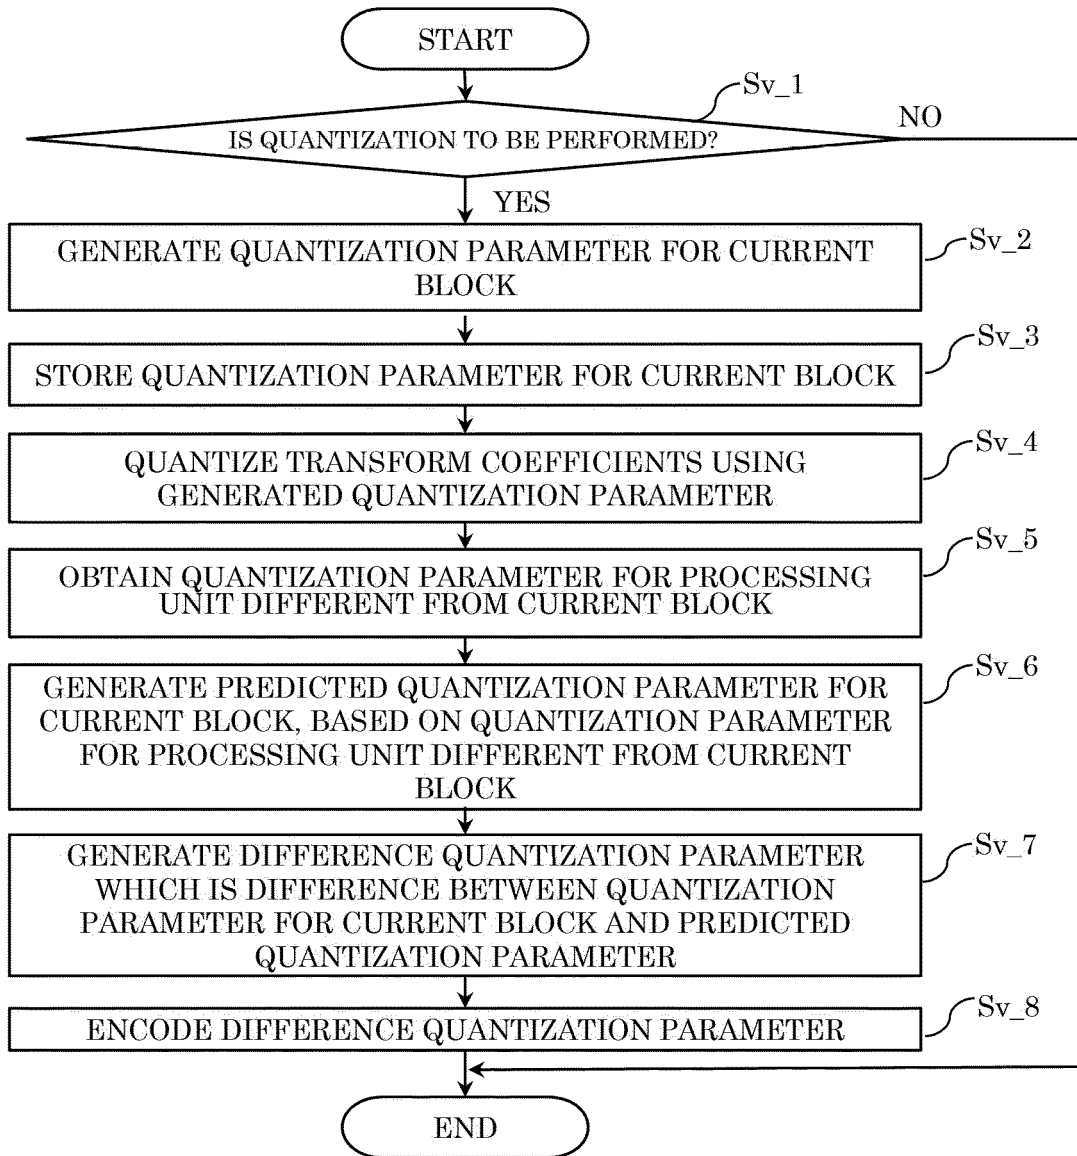 START
Sv_1
IS QUANTIZATION TO BE PERFORMED?
NO
YES
GENERATE QUANTIZATION PARAMETER FOR CURRENT
BLOCK
Sv_2
STORE QUANTIZATION PARAMETER FOR CURRENT BLOCK
Sv_3
QUANTIZE TRANSFORM COEFFICIENTS USING
GENERATED QUANTIZATION PARAMETER
Sv_4
OBTAIN QUANTIZATION PARAMETER FOR PROCESSING
UNIT DIFFERENT FROM CURRENT BLOCK
Sv_5
GENERATE PREDICTED QUANTIZATION PARAMETER FOR
CURRENT BLOCK, BASED ON QUANTIZATION PARAMETER
FOR PROCESSING UNIT DIFFERENT FROM CURRENT
BLOCK
Sv_6
GENERATE DIFFERENCE QUANTIZATION PARAMETER
WHICH IS DIFFERENCE BETWEEN QUANTIZATION
PARAMETER FOR CURRENT BLOCK AND PREDICTED
QUANTIZATION PARAMETER
Sv_7
ENCODE DIFFERENCE QUANTIZATION PARAMETER
Sv_8
END